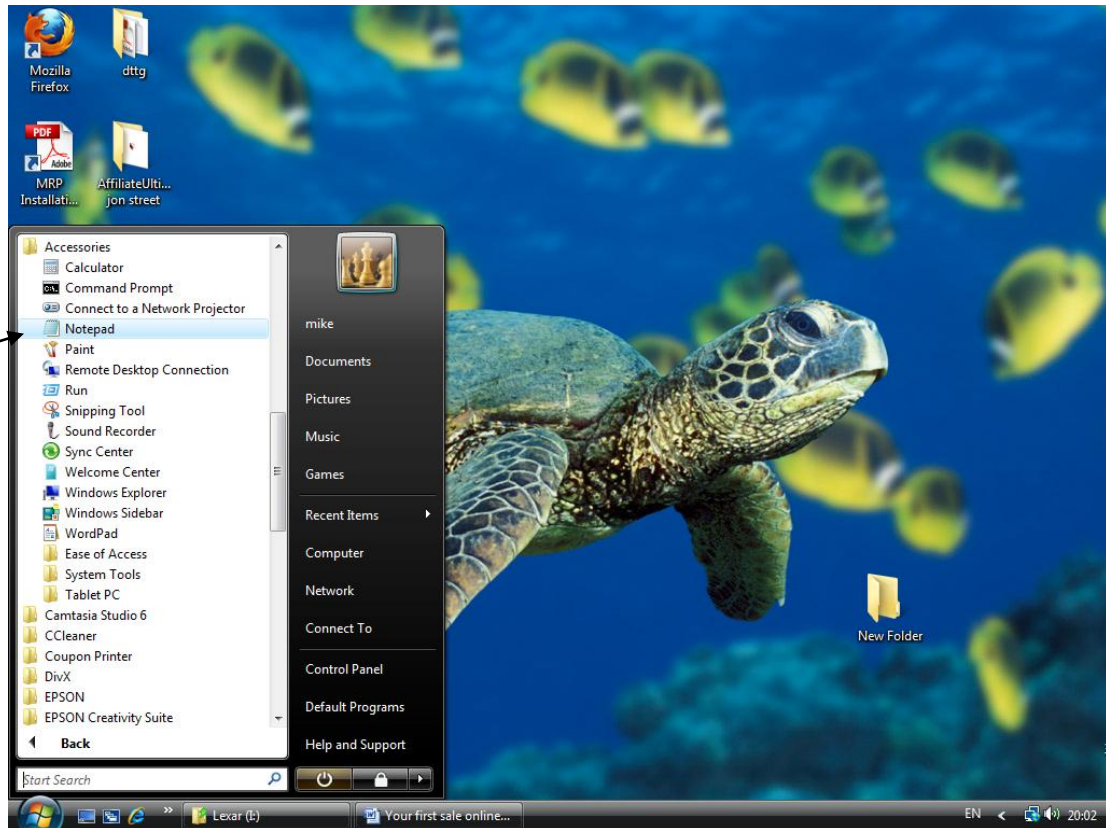 Mozilla
Firefox
dttg
PDF
Adobe
MRP
Installati...
AffiliateUlti...
jon street
Accessories
Calculator
Command Prompt
Connect to a Network Projector
Notepad
Paint
Remote Desktop Connection
Run
Snipping Tool
Sound Recorder
Sync Center
Welcome Center
Windows Explorer
Windows Sidebar
WordPad
Ease of Access
System Tools
Tablet PC
Camtasia Studio 6
CCleaner
Coupon Printer
DivX
EPSON
EPSON Creativity Suite
Back
Start Search
mike
Documents
Pictures
Music
Games
Recent Items
Computer
Network
Connect To
Control Panel
Default Programs
Help and Support
New Folder
Lexar (I:)
Your first sale online...
EN
20:02